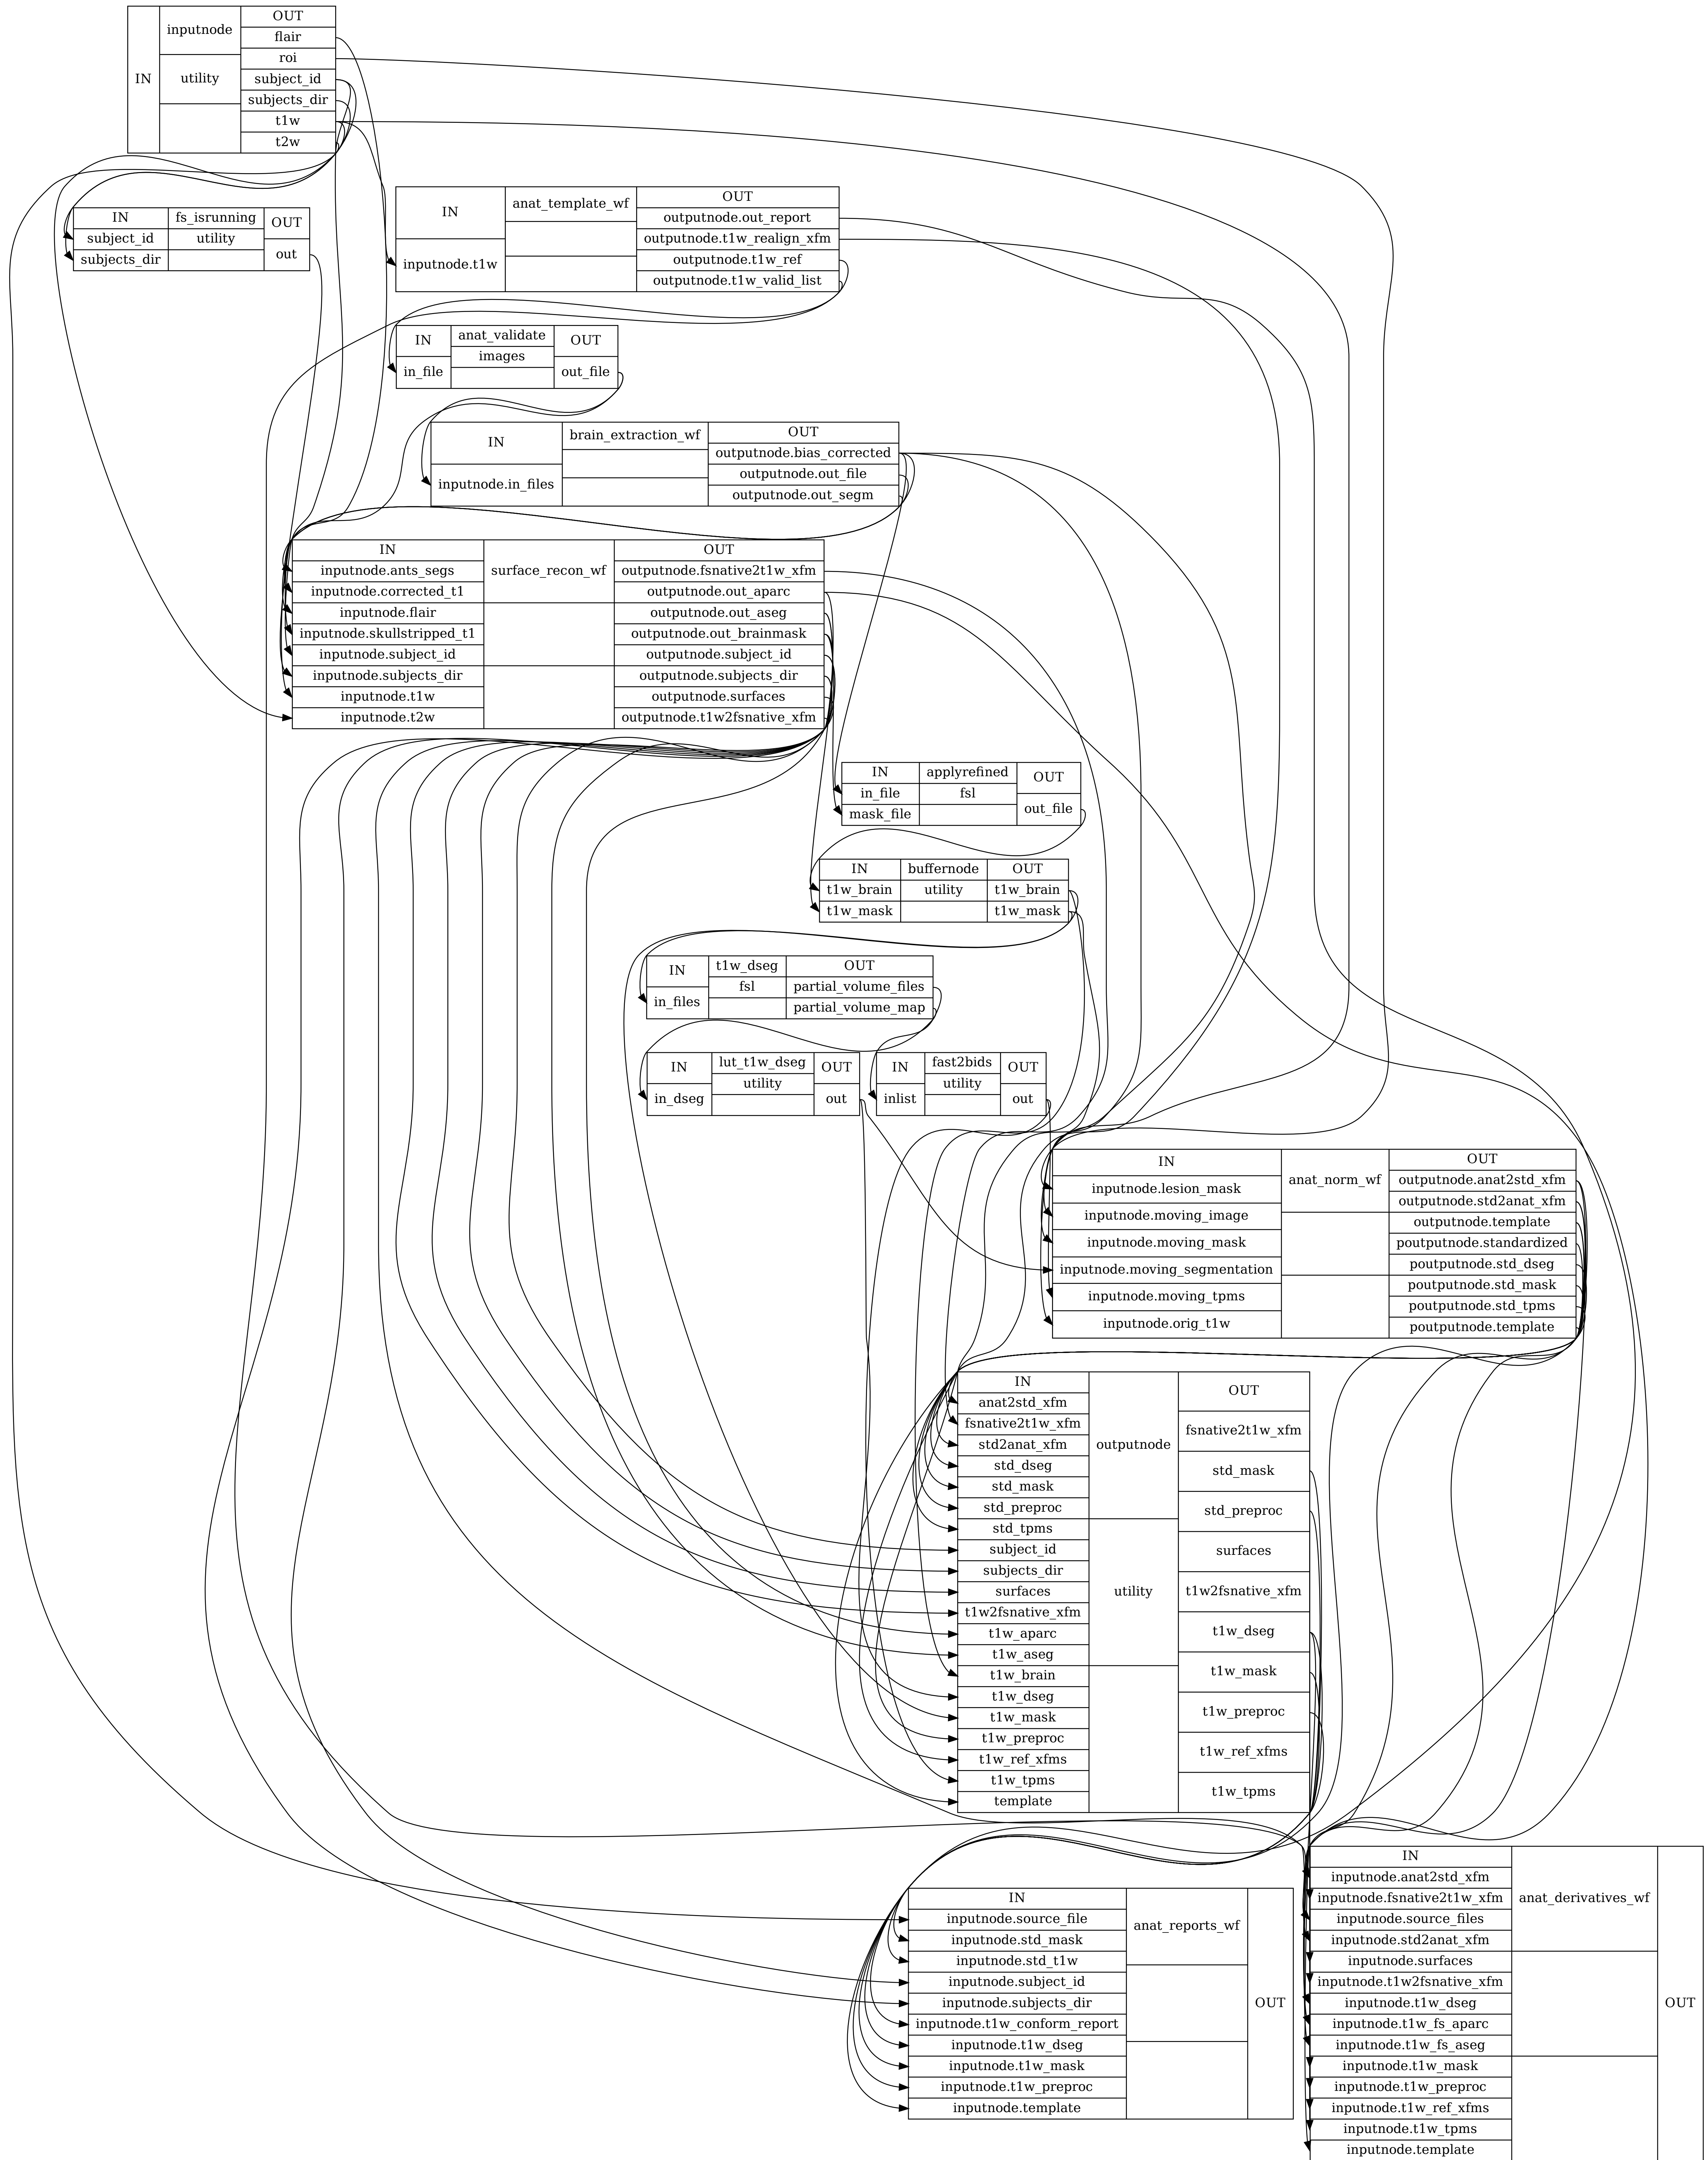 IN
inputnode
utility
OUT
flair
roi
subject_id
subjects_dir
t1w
t2w
IN
subject_id
subjects_dir
fs_isrunning
utility
OUT
out
IN
inputnode.t1w
anat_template_wf
OUT
outputnode.out_report
outputnode.t1w_realign_xfm
outputnode.t1w_ref
outputnode.t1w_valid_list
IN
in_file
anat_validate
images
OUT
out_file
IN
inputnode.in_files
brain_extraction_wf
OUT
outputnode.bias_corrected
outputnode.out_file
outputnode.out_segm
IN
inputnode.ants_segs
inputnode.corrected_t1
inputnode.flair
inputnode.skullstripped_t1
inputnode.subject_id
inputnode.subjects_dir
inputnode.t1w
inputnode.t2w
surface_recon_wf
OUT
outputnode.fsnative2t1w_xfm
outputnode.out_aparc
outputnode.out_aseg
outputnode.out_brainmask
outputnode.subject_id
outputnode.subjects_dir
outputnode.surfaces
outputnode.t1w2fsnative_xfm
IN
in_file
mask_file
applyrefined
fsl
OUT
out_file
IN
t1w_brain
t1w_mask
buffernode
utility
OUT
t1w_brain
t1w_mask
IN
in_files
t1w_dseg
fsl
OUT
partial_volume_files
partial_volume_map
IN
in_dseg
lut_t1w_dseg
utility
OUT
out
IN
inlist
fast2bids
utility
OUT
out
IN
inputnode.lesion_mask
inputnode.moving_image
inputnode.moving_mask
inputnode.moving_segmentation
inputnode.moving_tpms
inputnode.orig_t1w
anat_norm_wf
OUT
outputnode.anat2std_xfm
outputnode.std2anat_xfm
outputnode.template
poutputnode.standardized
poutputnode.std_dseg
poutputnode.std_mask
poutputnode.std_tpms
poutputnode.template
IN
anat2std_xfm
fsnative2t1w_xfm
std2anat_xfm
std_dseg
std_mask
std_preproc
std_tpms
subject_id
subjects_dir
surfaces
t1w2fsnative_xfm
t1w_aparc
t1w_aseg
t1w_brain
t1w_dseg
t1w_mask
t1w_preproc
t1w_ref_xfms
t1w_tpms
template
outputnode
utility
OUT
fsnative2t1w_xfm
std_mask
std_preproc
surfaces
t1w2fsnative_xfm
t1w_dseg
t1w_mask
t1w_preproc
t1w_ref_xfms
t1w_tpms
IN
inputnode.source_file
inputnode.std_mask
inputnode.std_t1w
inputnode.subject_id
inputnode.subjects_dir
inputnode.t1w_conform_report
inputnode.t1w_dseg
inputnode.t1w_mask
inputnode.t1w_preproc
inputnode.template
anat_reports_wf
OUT
IN
inputnode.anat2std_xfm
inputnode.fsnative2t1w_xfm
inputnode.source_files
inputnode.std2anat_xfm
inputnode.surfaces
inputnode.t1w2fsnative_xfm
inputnode.t1w_dseg
inputnode.t1w_fs_aparc
inputnode.t1w_fs_aseg
inputnode.t1w_mask
inputnode.t1w_preproc
inputnode.t1w_ref_xfms
inputnode.t1w_tpms
inputnode.template
anat_derivatives_wf
OUT